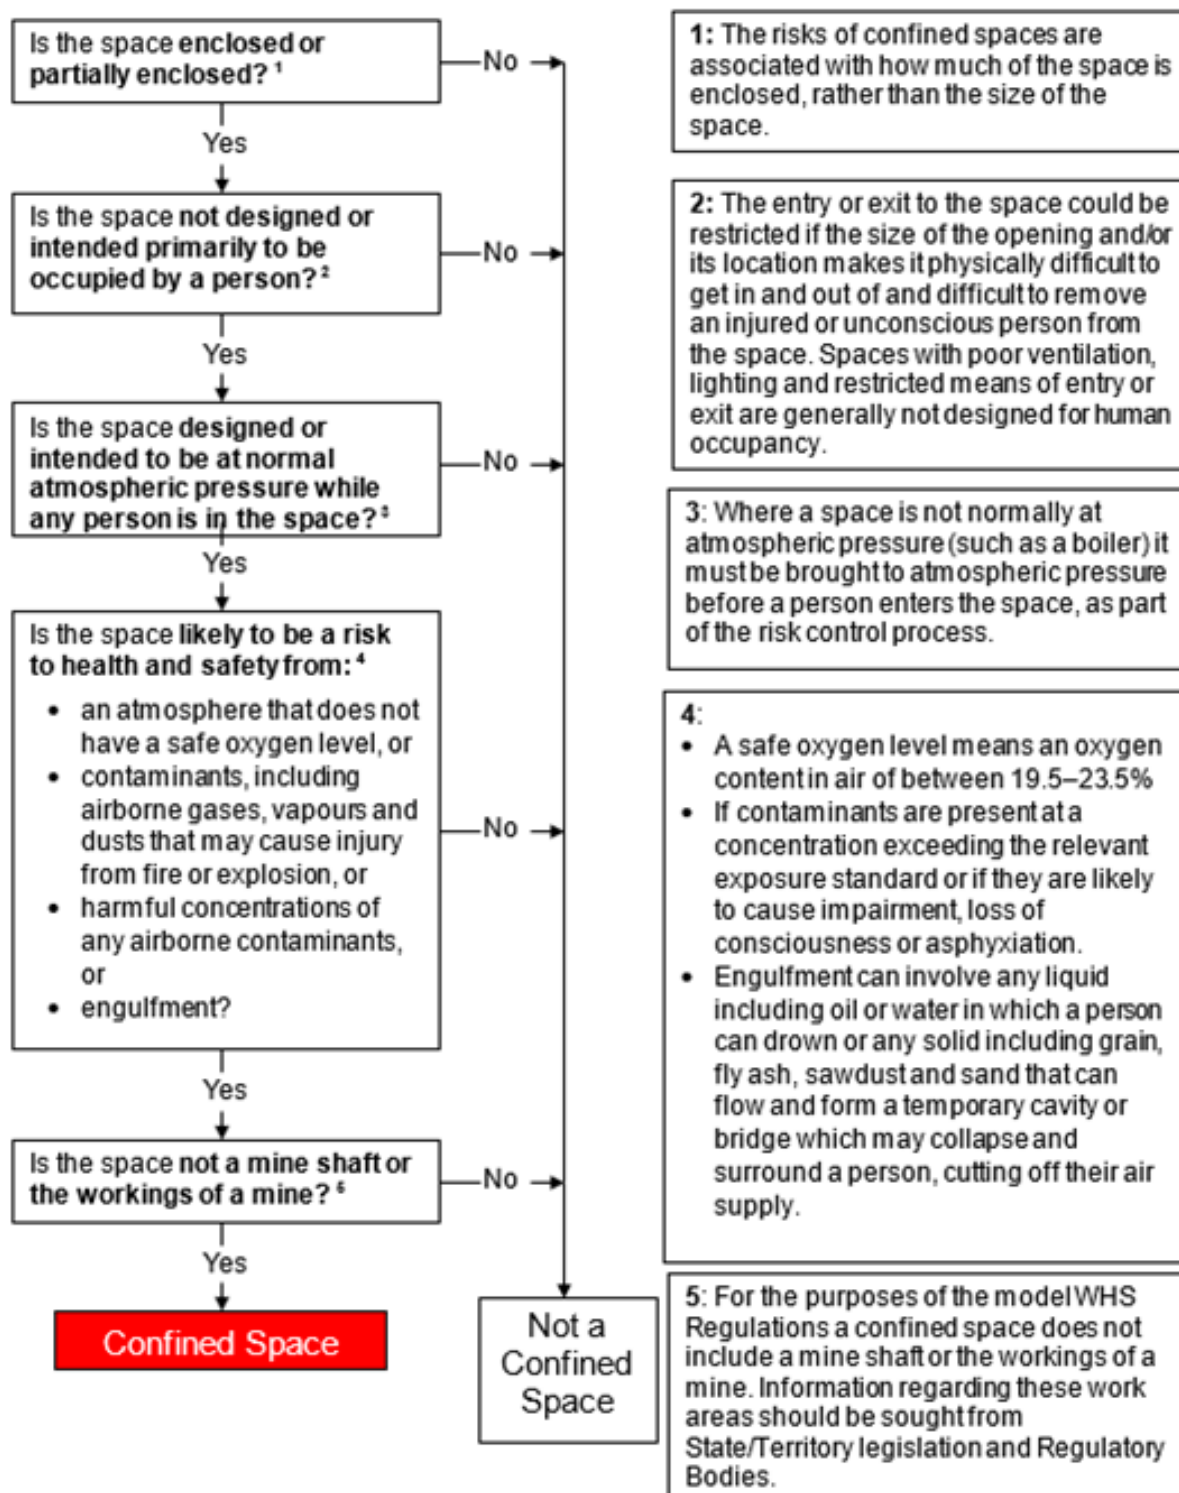 Is the space enclosed or
partially enclosed? 1
No
Yes
Is the space not designed or
intended primarily to be
occupied by a person? 2
No
Yes
Is the space designed or
intended to be at normal
atmospheric pressure while
any person is in the space? 3
No
Yes
Is the space likely to be a risk
to health and safety from: 4
• an atmosphere that does not
have a safe oxygen level, or
• contaminants, including
airborne gases, vapours and
dusts that may cause injury
from fire or explosion, or
• harmful concentrations of
any airborne contaminants,
or
• engulfment?
No
Yes
Is the space not a mine shaft or
the workings of a mine? 5
No
Yes
Confined Space
Not a
Confined
Space
1: The risks of confined spaces are
associated with how much of the space is
enclosed, rather than the size of the
space.
2: The entry or exit to the space could be
restricted if the size of the opening and/or
its location makes it physically difficult to
get in and out of and difficult to remove
an injured or unconscious person from
the space. Spaces with poor ventilation,
lighting and restricted means of entry or
exit are generally not designed for human
occupancy.
3: Where a space is not normally at
atmospheric pressure (such as a boiler) it
must be brought to atmospheric pressure
before a person enters the space, as part
of the risk control process.
4:
• A safe oxygen level means an oxygen
content in air of between 19.5–23.5%
• If contaminants are present at a
concentration exceeding the relevant
exposure standard or if they are likely
to cause impairment, loss of
consciousness or asphyxiation.
• Engulfment can involve any liquid
including oil or water in which a person
can drown or any solid including grain,
fly ash, sawdust and sand that can
flow and form a temporary cavity or
bridge which may collapse and
surround a person, cutting off their air
supply.
5: For the purposes of the model WHS
Regulations a confined space does not
include a mine shaft or the workings of a
mine. Information regarding these work
areas should be sought from
State/Territory legislation and Regulatory
Bodies.